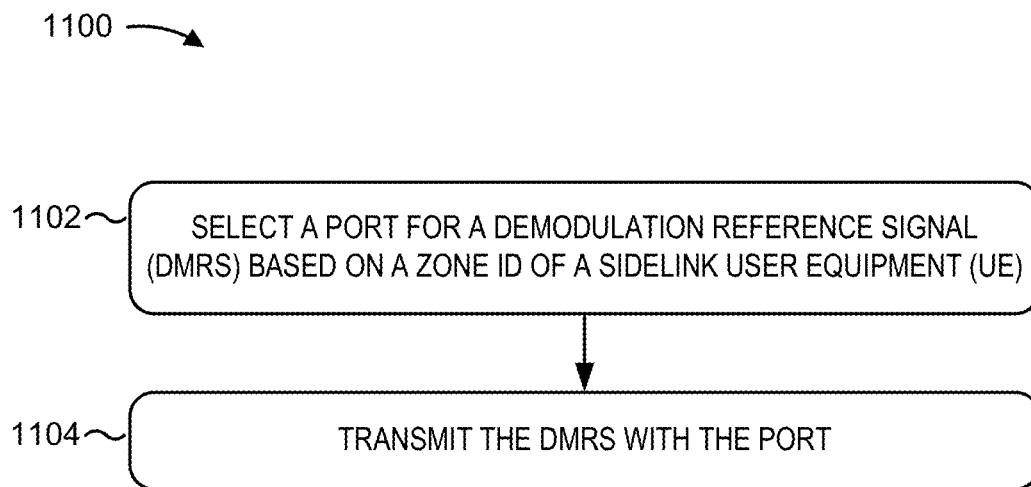 1100
1102
SELECT A PORT FOR A DEMODULATION REFERENCE SIGNAL
(DMRS) BASED ON A ZONE ID OF A SIDELINK USER EQUIPMENT (UE)
1104
TRANSMIT THE DMRS WITH THE PORT